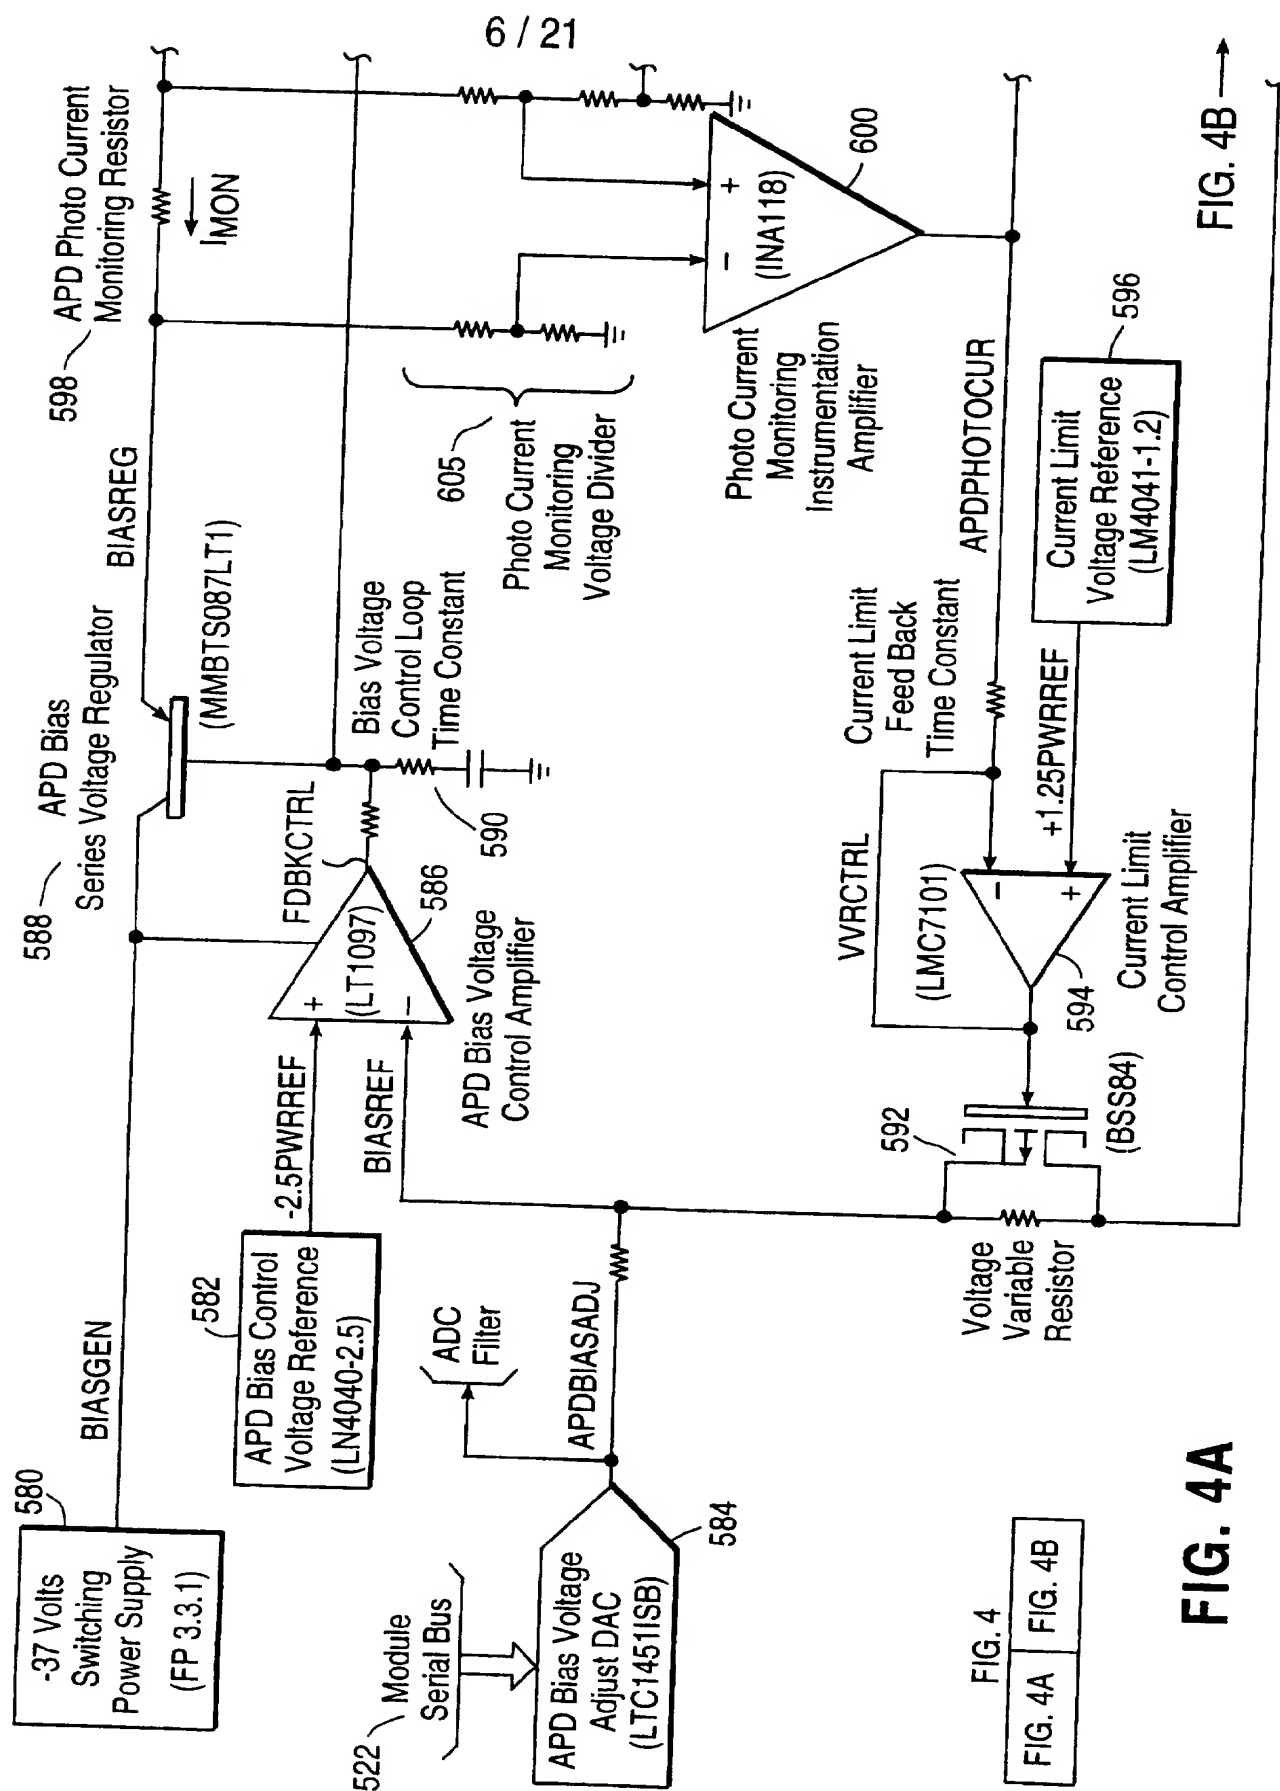 6 / 21
580
-37 Volts
Switching
Power Supply
(FP 3.3.1)
BIASGEN
588
APD Bias
Series Voltage Regulator
(MMBTS087LT1)
BIASREG
598
APD Photo Current
Monitoring Resistor
IMON
582
APD Bias Control
Voltage Reference
(LN4040-2.5)
-2.5PWRREF
BIASREF
+
−
(LT1097)
586
APD Bias Voltage
Control Amplifier
FDBKCTRL
590
Bias Voltage
Control Loop
Time Constant
605
Photo Current
Monitoring
Voltage Divider
−
+
(INA118)
600
Photo Current
Monitoring
Instrumentation
Amplifier
522
Module
Serial Bus
APD Bias Voltage
Adjust DAC
(LTC1451ISB)
584
ADC
Filter
APDBIASADJ
Voltage
Variable
Resistor
592
(BSS84)
VVRCTRL
(LMC7101)
−
+
594
Current Limit
Control Amplifier
Current Limit
Feed Back
Time Constant
APDPHOTOCUR
+1.25PWRREF
596
Current Limit
Voltage Reference
(LM4041-1.2)
FIG. 4
FIG. 4A
FIG. 4B
FIG. 4A
FIG. 4B